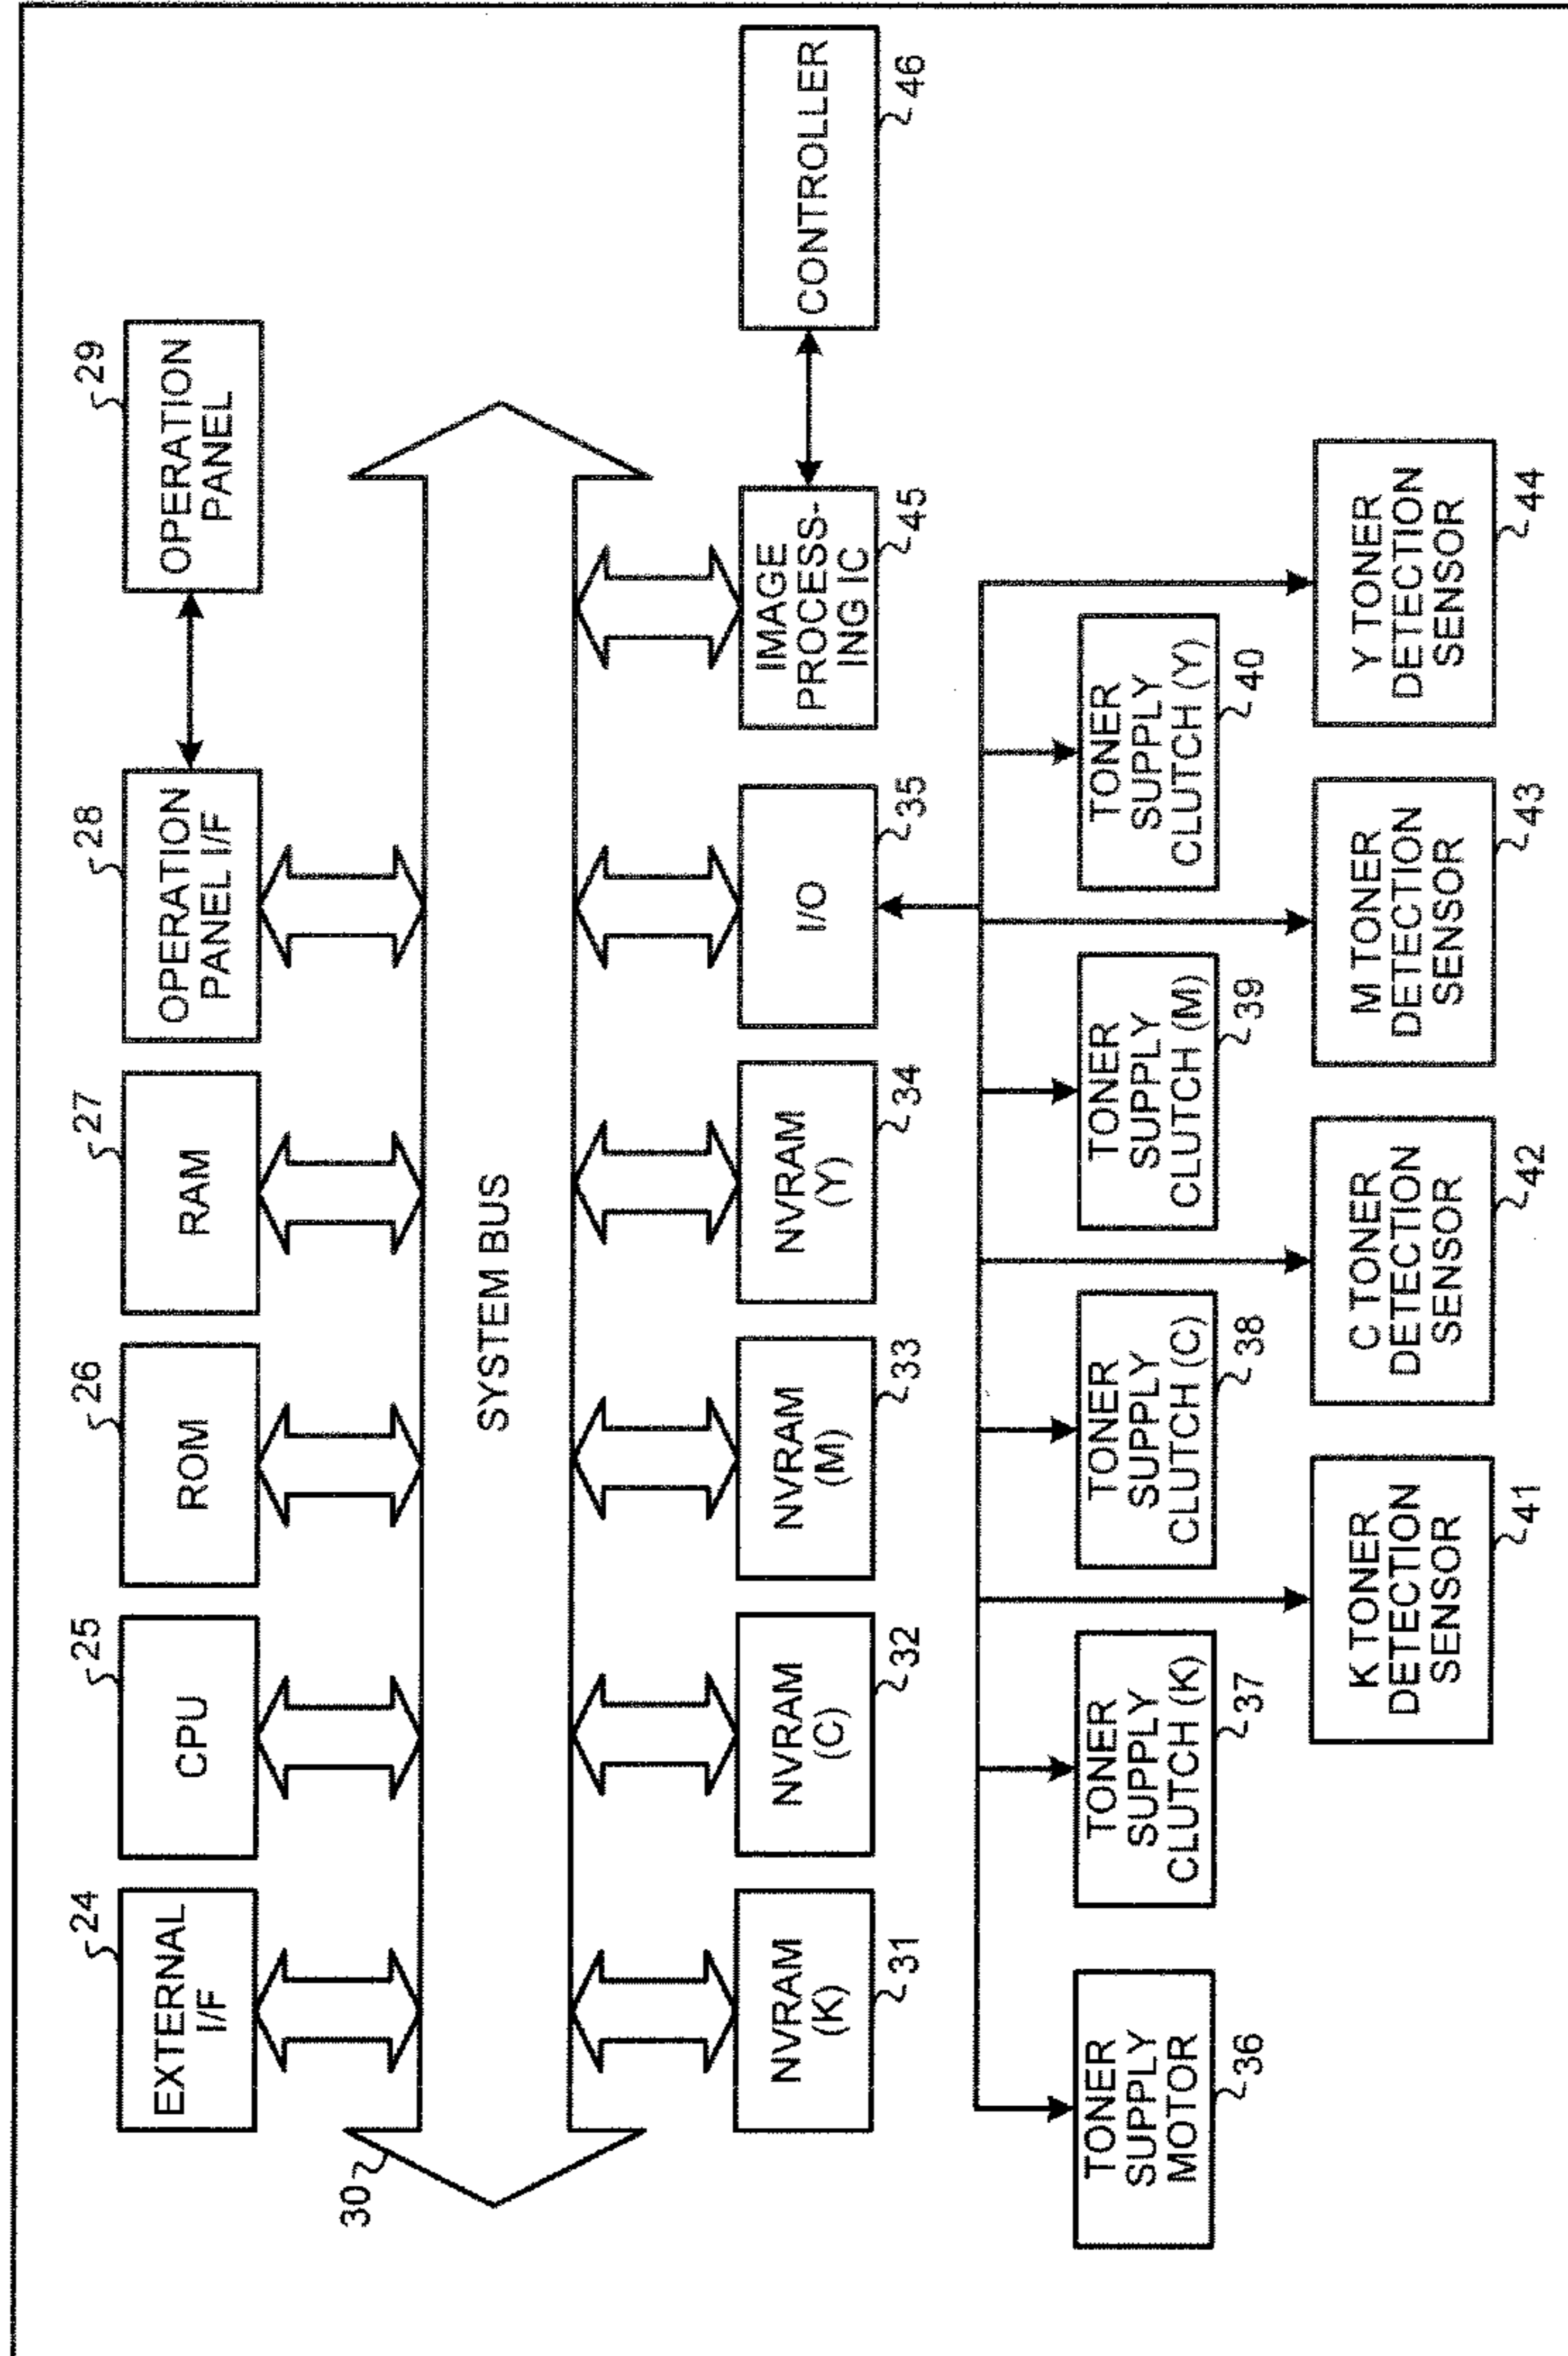 24
EXTERNAL
I/F
25
CPU
26
ROM
27
RAM
28
OPERATION
PANEL I/F
29
OPERATION
PANEL
30
SYSTEM BUS
NVRAM
(K)
31
NVRAM
(C)
32
NVRAM
(M)
33
NVRAM
(Y)
34
I/O
35
IMAGE
PROCESS-
ING IC
45
CONTROLLER
46
TONER
SUPPLY
MOTOR
36
TONER
SUPPLY
CLUTCH (K)
37
TONER
SUPPLY
CLUTCH (C)
38
TONER
SUPPLY
CLUTCH (M)
39
TONER
SUPPLY
CLUTCH (Y)
40
K TONER
DETECTION
SENSOR
41
C TONER
DETECTION
SENSOR
42
M TONER
DETECTION
SENSOR
43
Y TONER
DETECTION
SENSOR
44